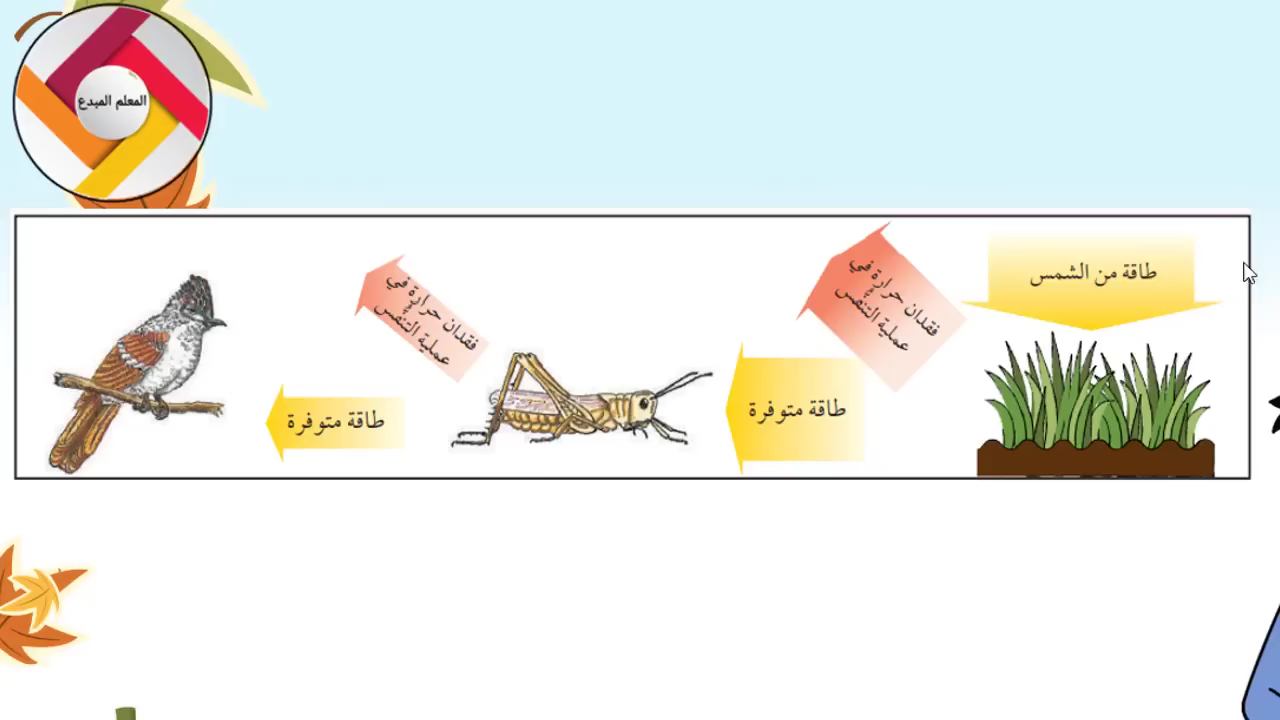 المعلم المبدع
طاقة من الشمس
فقدان حرارة في
عملية التنفس
طاقة متوفرة
فقدان حرارة في
عملية التنفس
طاقة متوفرة